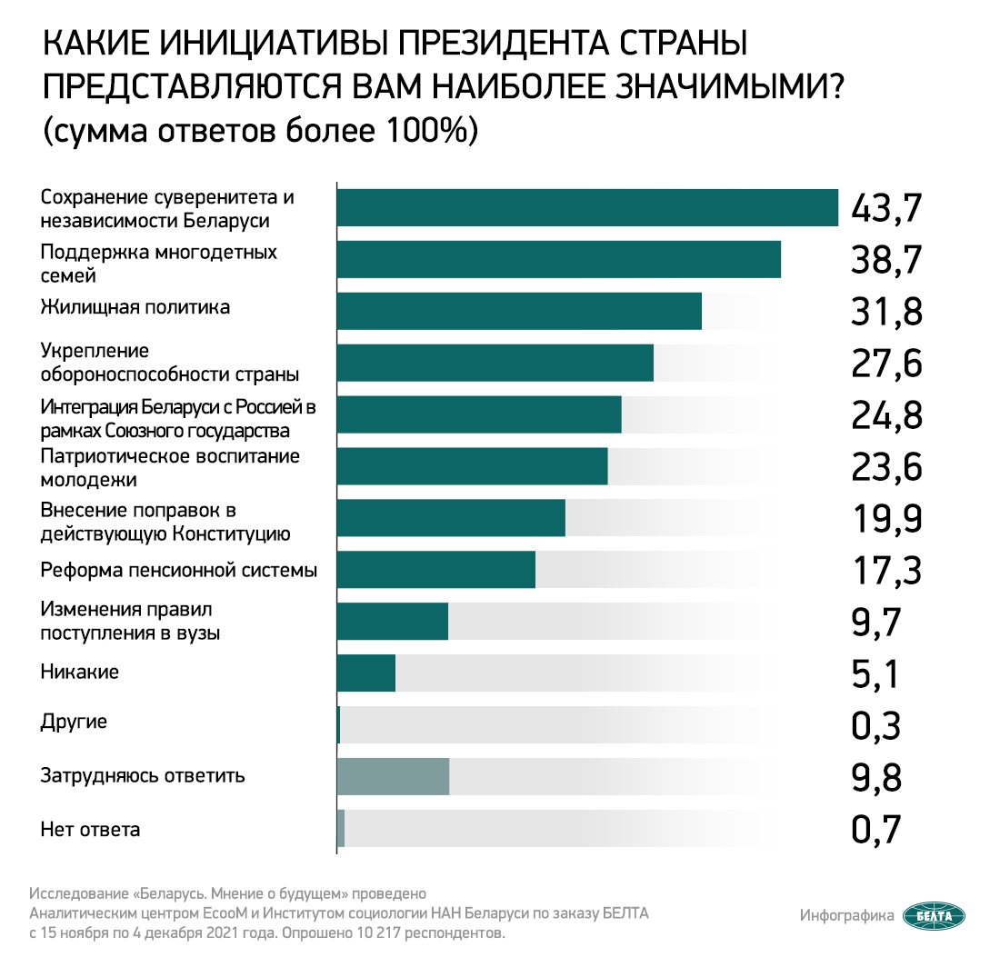 КАКИЕ ИНИЦИАТИВЫ ПРЕЗИДЕНТА СТРАНЫ
ПРЕДСТАВЛЯЮТСЯ ВАМ НАИБОЛЕЕ ЗНАЧИМЫМИ?
(сумма ответов более 100%)
Сохранение суверенитета и
независимости Беларуси
43,7
Поддержка многодетных
семей
38,7
Жилищная политика
31,8
Укрепление
обороноспособности страны
27,6
Интеграция Беларуси с Россией в
рамках Союзного государства
24,8
Патриотическое воспитание
молодежи
23,6
Внесение поправок в
действующую Конституцию
19,9
Реформа пенсионной системы
17,3
Изменения правил
поступления в вузы
9,7
Никакие
5,1
Другие
0,3
Затрудняюсь ответить
9,8
Нет ответа
0,7
Исследование «Беларусь. Мнение о будущем» проведено
Аналитическим центром EcooM и Институтом социологии НАН Беларуси по заказу БЕЛТА
с 15 ноября по 4 декабря 2021 года. Опрошено 10 217 респондентов.
Инфографика
БЕЛТА